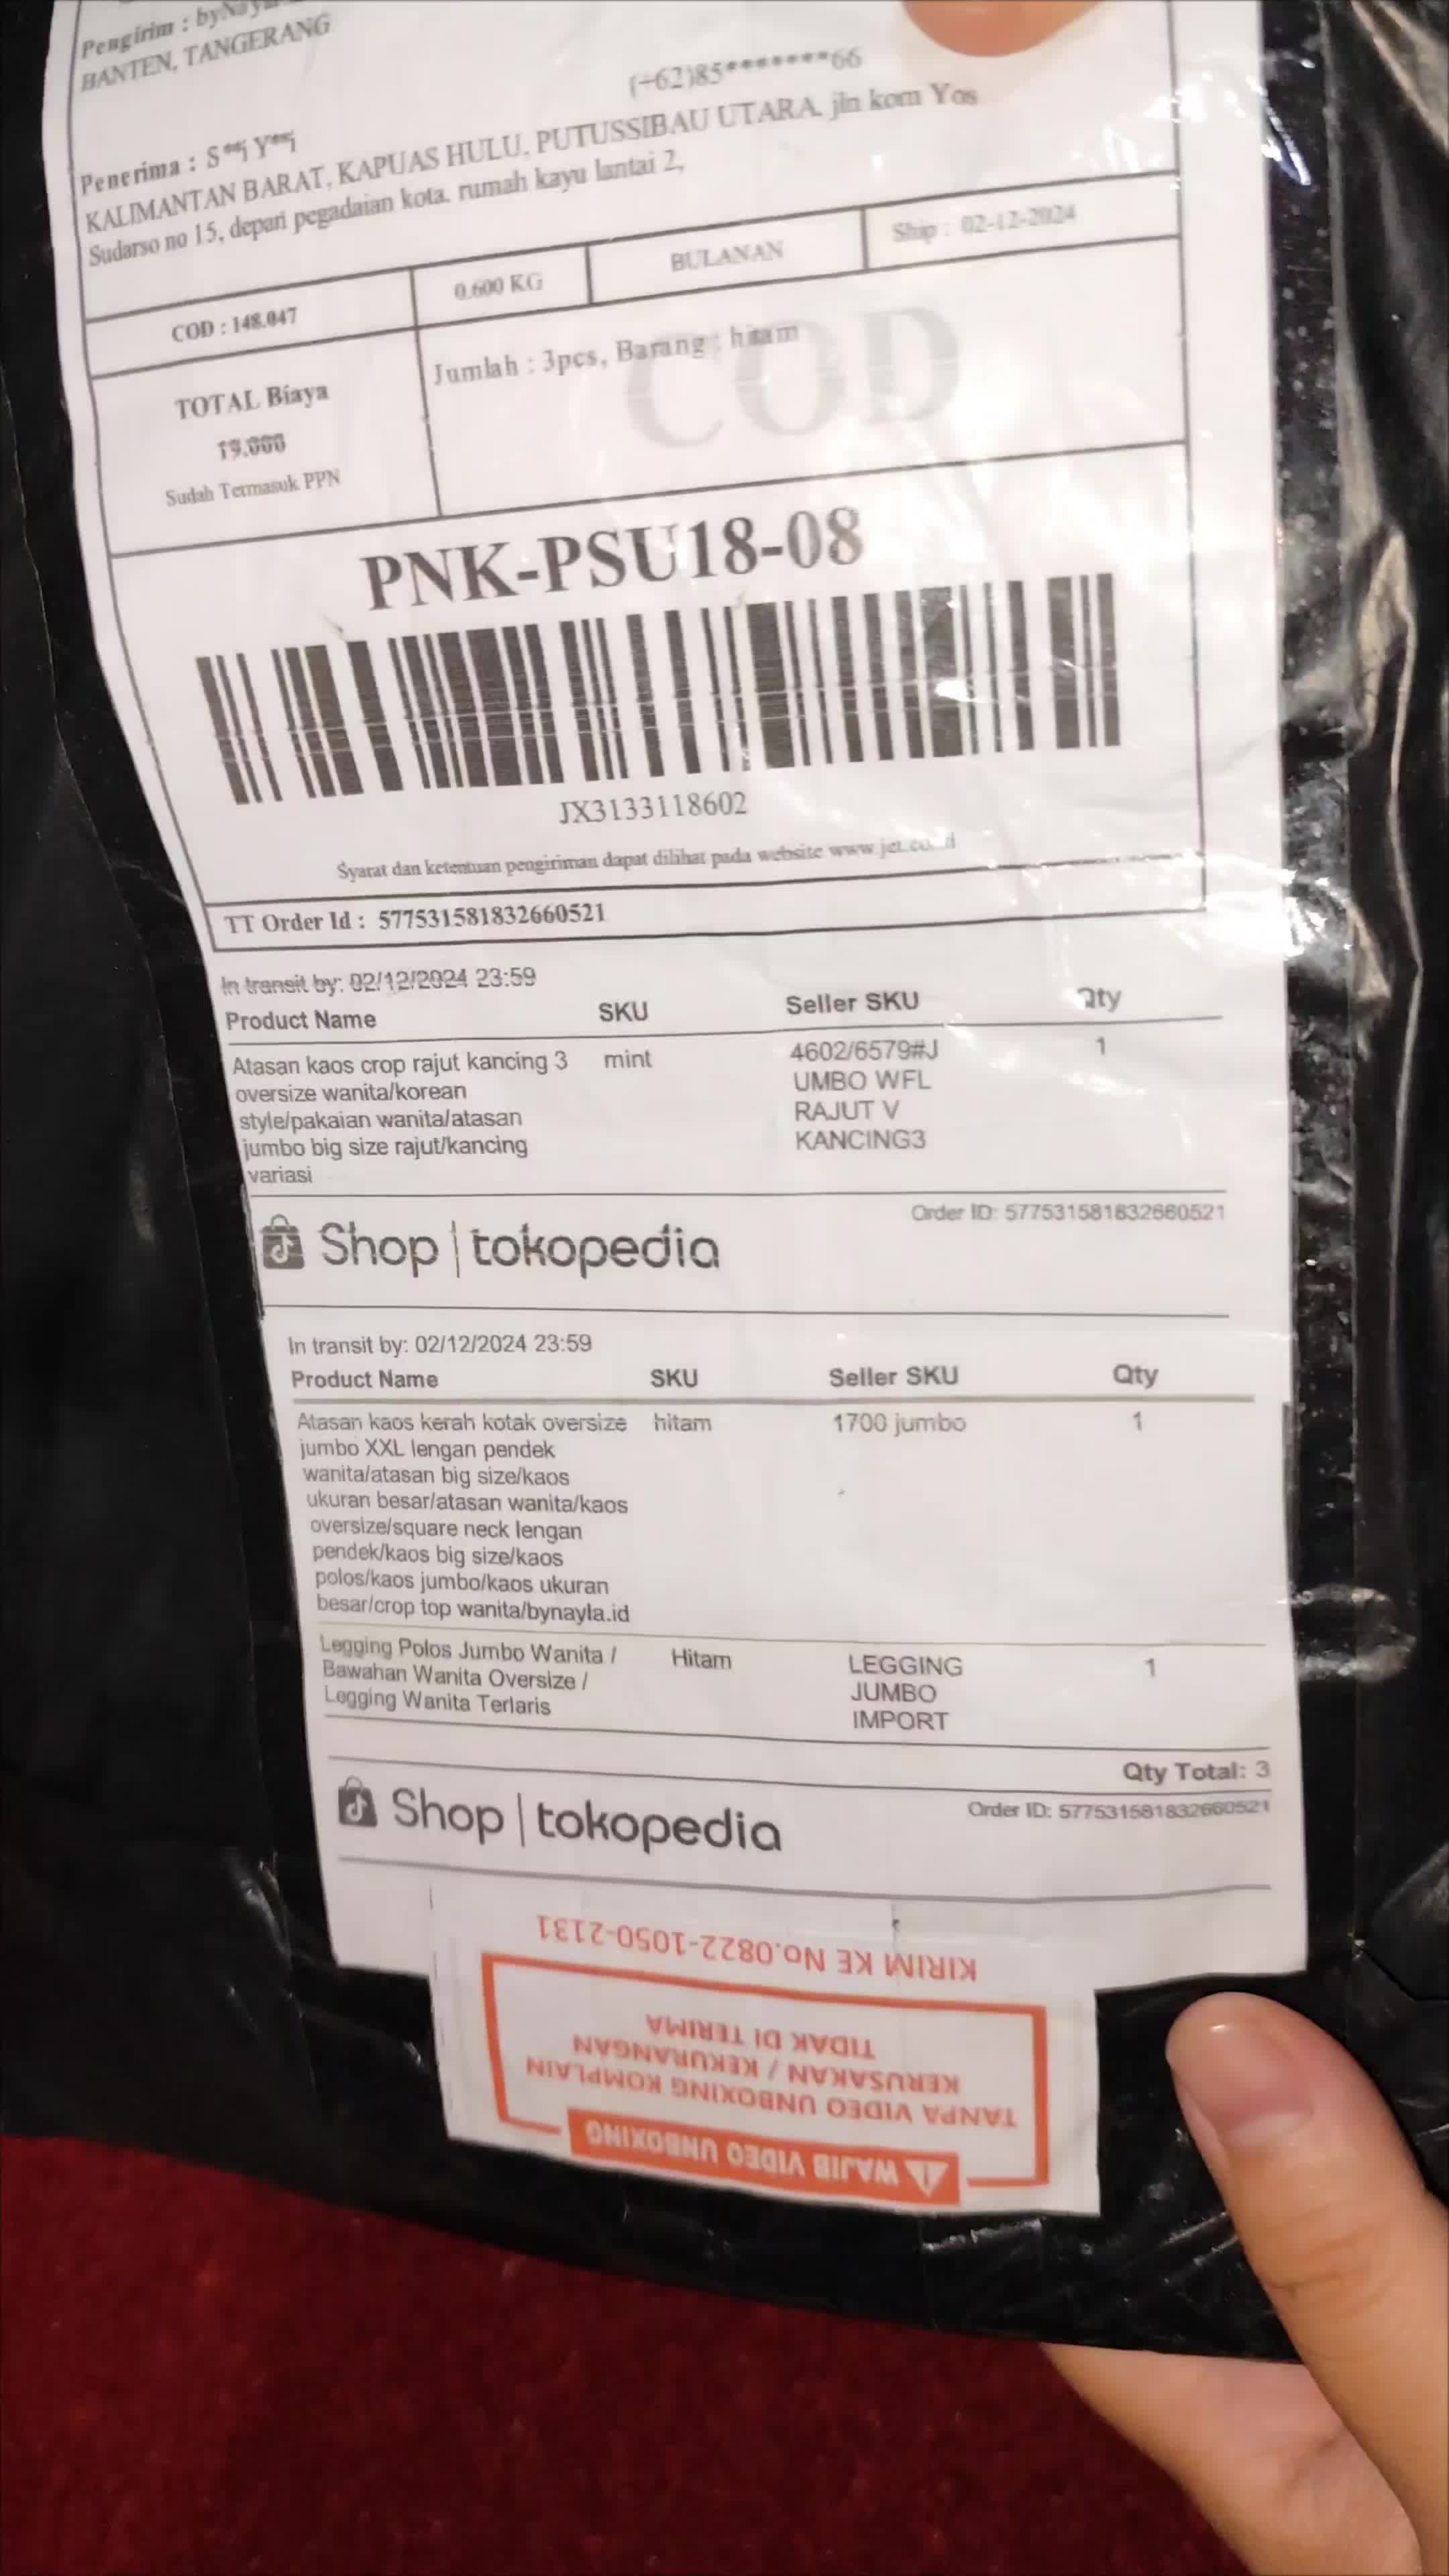 Pengirim : byNay
BANTEN, TANGERANG
(+62)85*******66
Penerima : S**i Y**i
KALIMANTAN BARAT, KAPUAS HULU, PUTUSSIBAU UTARA, jln kom Yos
Sudarso no 15, depan pegadaian kota. rumah kayu lantai 2,
COD : 148.047
0.600 KG
BULANAN
Ship : 02-12-2024
TOTAL Biaya
19.000
Sudah Termasuk PPN
Jumlah : 3pcs, Barang : hitam
COD
PNK-PSU18-08
JX3133118602
Syarat dan ketentuan pengiriman dapat dilihat pada website
TT Order Id : 577531581832660521
In transit by: 02/12/2024 23:59
Product Name SKU Seller SKU Qty
Atasan kaos crop rajut kancing 3 mint 4602/6579#J 1
oversize wanita/korean UMBO WFL
style/pakaian wanita/atasan RAJUT V
jumbo big size rajut/kancing KANCING3
variasi
Order ID: 577531581832660521
Shop | tokopedia
In transit by: 02/12/2024 23:59
Product Name SKU Seller SKU Qty
Atasan kaos kerah kotak oversize hitam 1700 jumbo 1
jumbo XXL lengan pendek
wanita/atasan big size/kaos
ukuran besar/atasan wanita/kaos
oversize/square neck lengan
pendek/kaos big size/kaos
polos/kaos jumbo/kaos ukuran
besar/crop top wanita/bynayla.id
Legging Polos Jumbo Wanita / Hitam LEGGING 1
Bawahan Wanita Oversize / JUMBO
Legging Wanita Terlaris IMPORT
Qty Total: 3
Shop | tokopedia
Order ID: 577531581832660521
WAJIB VIDEO UNBOXING
TANPA VIDEO UNBOXING KOMPLAIN
KERUSAKAN / KEKURANGAN
TIDAK DI TERIMA
KIRIM KE No.0822-1050-2131